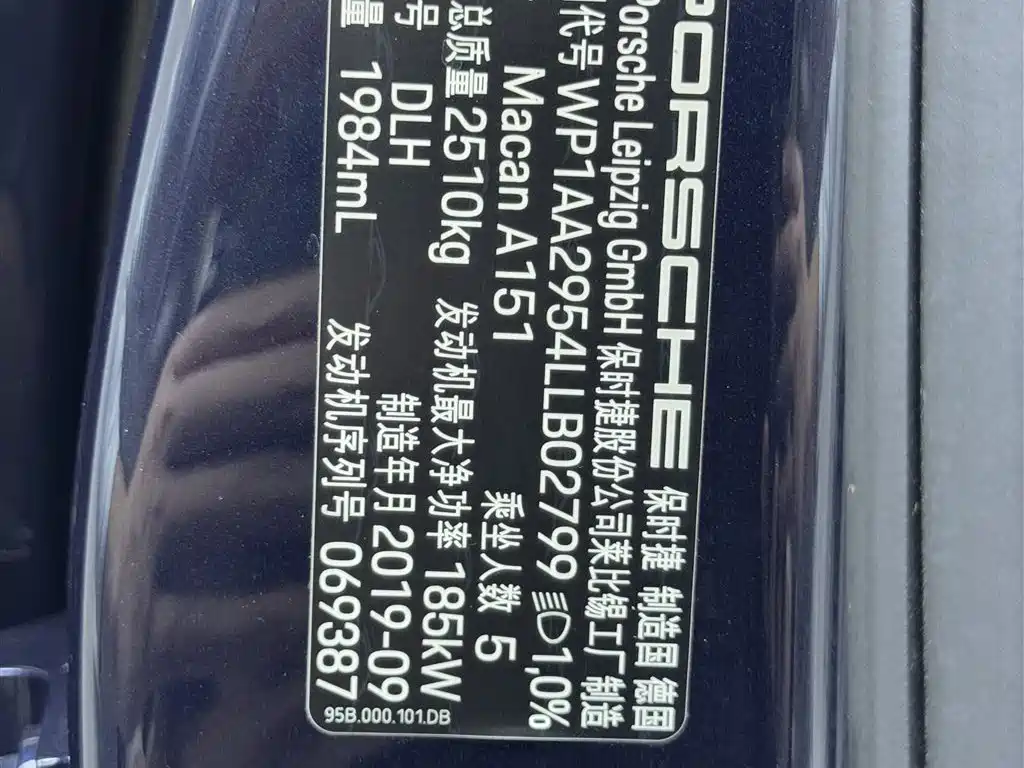 PORSCHE 保时捷 制造国 德国
Porsche Leipzig GmbH 保时捷股份公司莱比锡工厂制造
代号 WP1AA2954LLB02799 1,0%
Macan A151 乘坐人数 5
总质量 2510kg 发动机最大净功率 185kW
号 DLH 制造年月 2019-09
量 1984mL 发动机序列号 069387
95B.000.101.DB